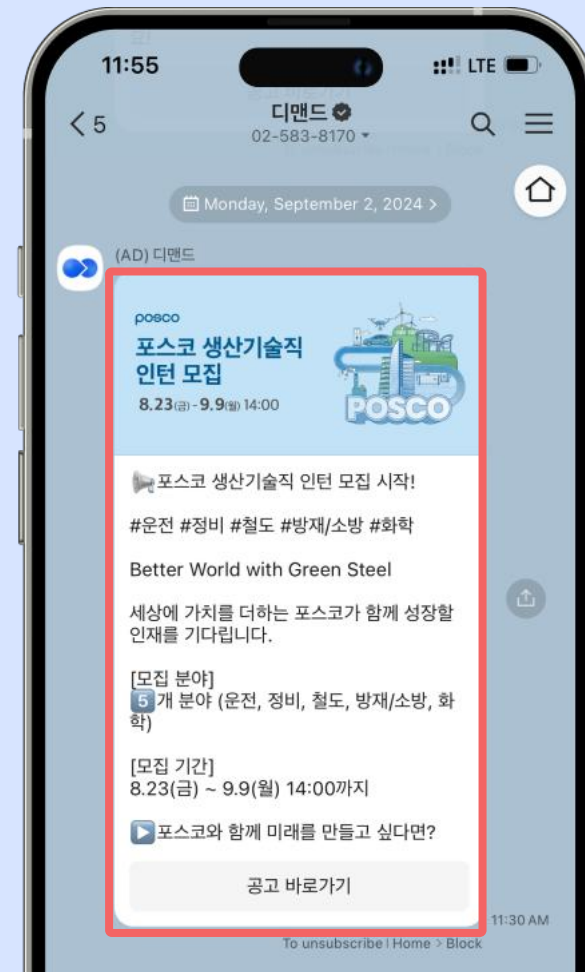 11:55
LTE
5
디맨드
02-583-8170
Monday, September 2, 2024 >
(AD) 디맨드
posco
포스코 생산기술직
인턴 모집
8.23(금) - 9.9(월) 14:00
POSCO
포스코 생산기술직 인턴 모집 시작!
#운전 #정비 #철도 #방재/소방 #화학
Better World with Green Steel
세상에 가치를 더하는 포스코가 함께 성장할
인재를 기다립니다.
[모집 분야]
5개 분야 (운전, 정비, 철도, 방재/소방, 화
학)
[모집 기간]
8.23(금) ~ 9.9(월) 14:00까지
포스코와 함께 미래를 만들고 싶다면?
공고 바로가기
11:30 AM
To unsubscribe | Home > Block